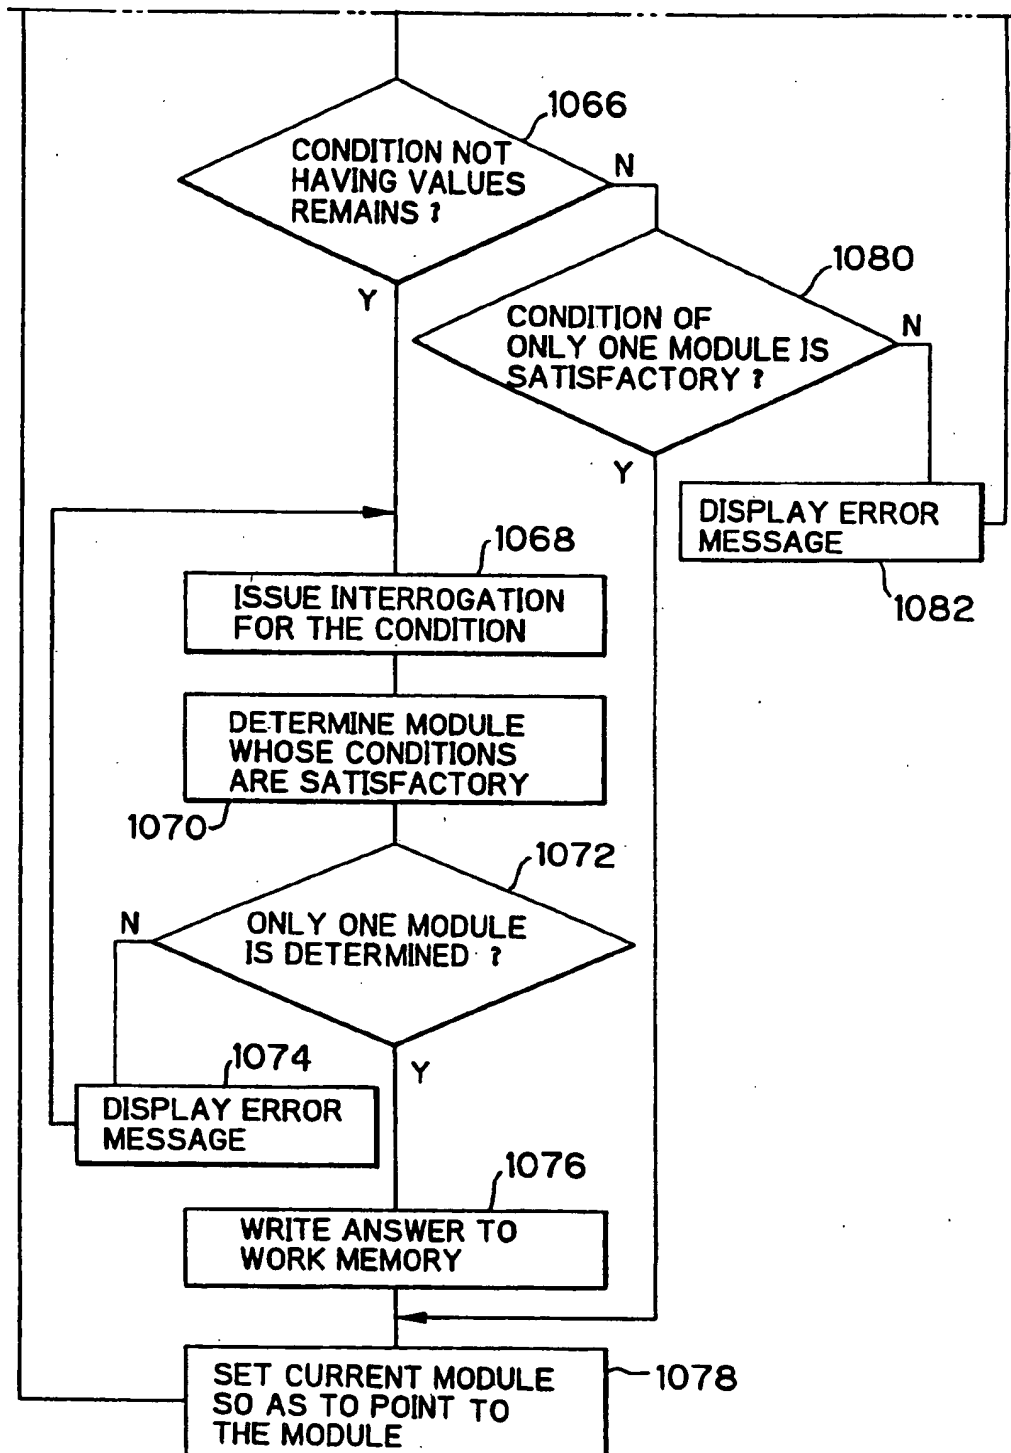 1066
CONDITION NOT
HAVING VALUES
REMAINS ?
N
Y
1080
CONDITION OF
ONLY ONE MODULE IS
SATISFACTORY ?
N
Y
DISPLAY ERROR
MESSAGE
1082
1068
ISSUE INTERROGATION
FOR THE CONDITION
DETERMINE MODULE
WHOSE CONDITIONS
ARE SATISFACTORY
1070
1072
ONLY ONE MODULE
IS DETERMINED ?
N
Y
1074
DISPLAY ERROR
MESSAGE
1076
WRITE ANSWER TO
WORK MEMORY
SET CURRENT MODULE
SO AS TO POINT TO
THE MODULE
1078